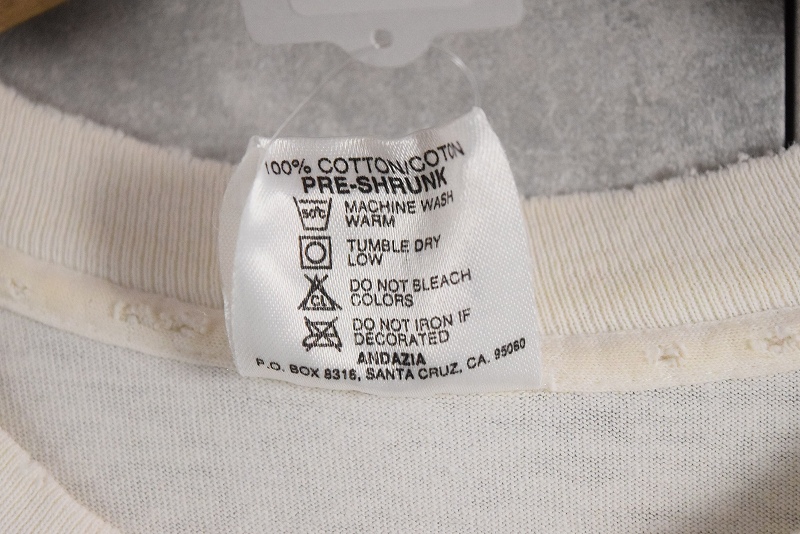 100% COTTON/COTON
PRE-SHRUNK
50°C
MACHINE WASH
WARM
TUMBLE DRY
LOW
CL
DO NOT BLEACH
COLORS
DO NOT IRON IF
DECORATED
ANDAZIA
P.O. BOX 8316, SANTA CRUZ, CA. 95060